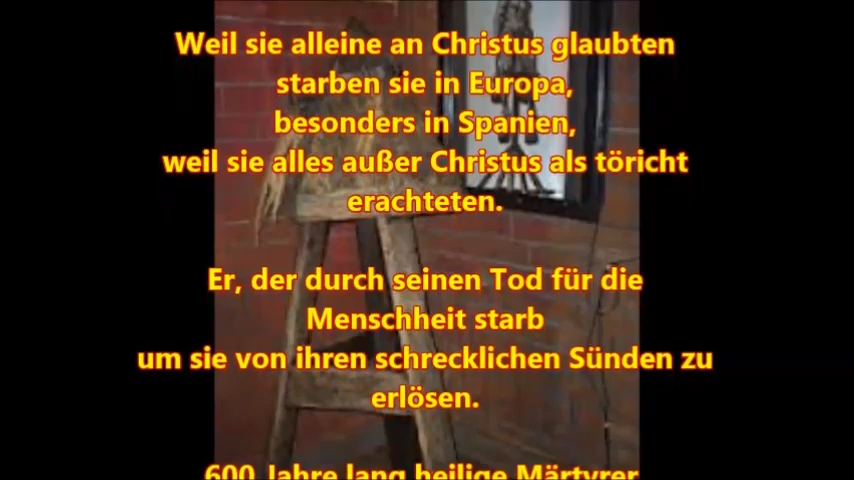 Weil sie alleine an Christus glaubten
starben sie in Europa,
besonders in Spanien,
weil sie alles außer Christus als töricht
erachteten.
Er, der durch seinen Tod für die
Menschheit starb
um sie von ihren schrecklichen Sünden zu
erlösen.
600 Jahre lang heilige Märtyrer